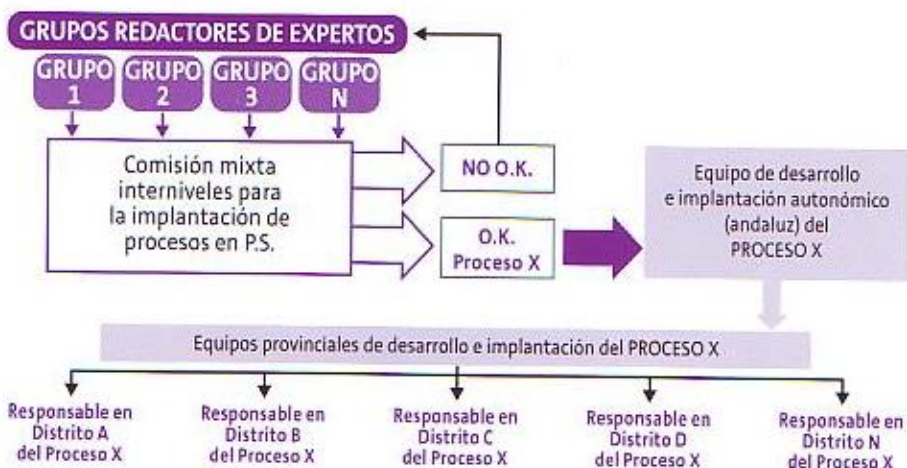 GRUPOS REDACTORES DE EXPERTOS
GRUPO
1
GRUPO
2
GRUPO
3
GRUPO
N
Comisión mixta
interniveles para
la implantación de
procesos en P.S.
NO O.K.
O.K.
Proceso X
Equipo de desarrollo
e implantación autonómico
(andaluz) del
PROCESO X
Equipos provinciales de desarrollo e implantación del PROCESO X
Responsable en
Distrito A
del Proceso X
Responsable en
Distrito B
del Proceso X
Responsable en
Distrito C
del Proceso X
Responsable en
Distrito D
del Proceso X
Responsable en
Distrito N
del Proceso X